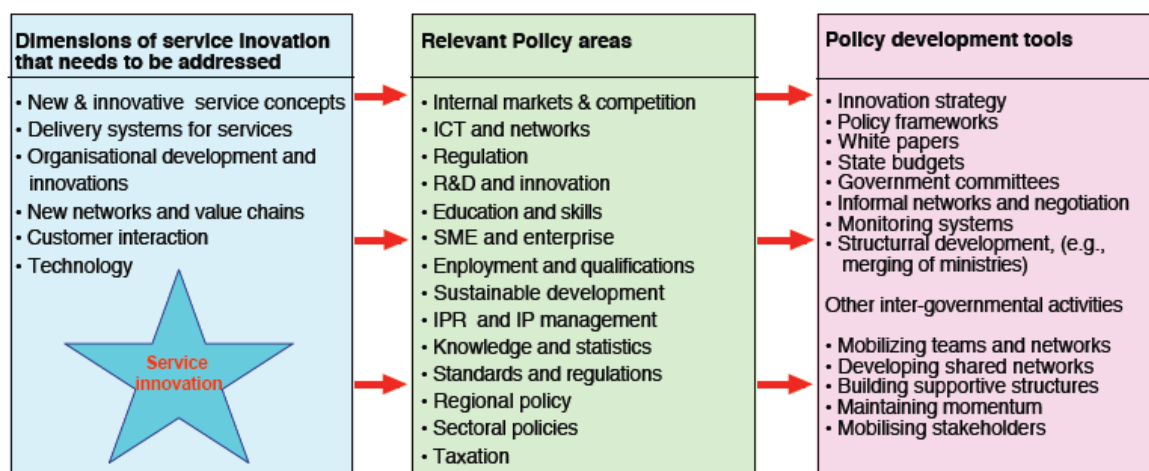 Dimensions of service Inovation
that needs to be addressed
• New & innovative service concepts
• Delivery systems for services
• Organisational development and
innovations
• New networks and value chains
• Customer interaction
• Technology
Service
innovation
Relevant Policy areas
• Internal markets & competition
• ICT and networks
• Regulation
• R&D and innovation
• Education and skills
• SME and enterprise
• Enployment and qualifications
• Sustainable development
• IPR and IP management
• Knowledge and statistics
• Standards and regulations
• Regional policy
• Sectoral policies
• Taxation
Policy development tools
• Innovation strategy
• Policy frameworks
• White papers
• State budgets
• Government committees
• Informal networks and negotiation
• Monitoring systems
• Structurral development, (e.g.,
merging of ministries)
Other inter-governmental activities
• Mobilizing teams and networks
• Developing shared networks
• Building supportive structures
• Maintaining momentum
• Mobilising stakeholders